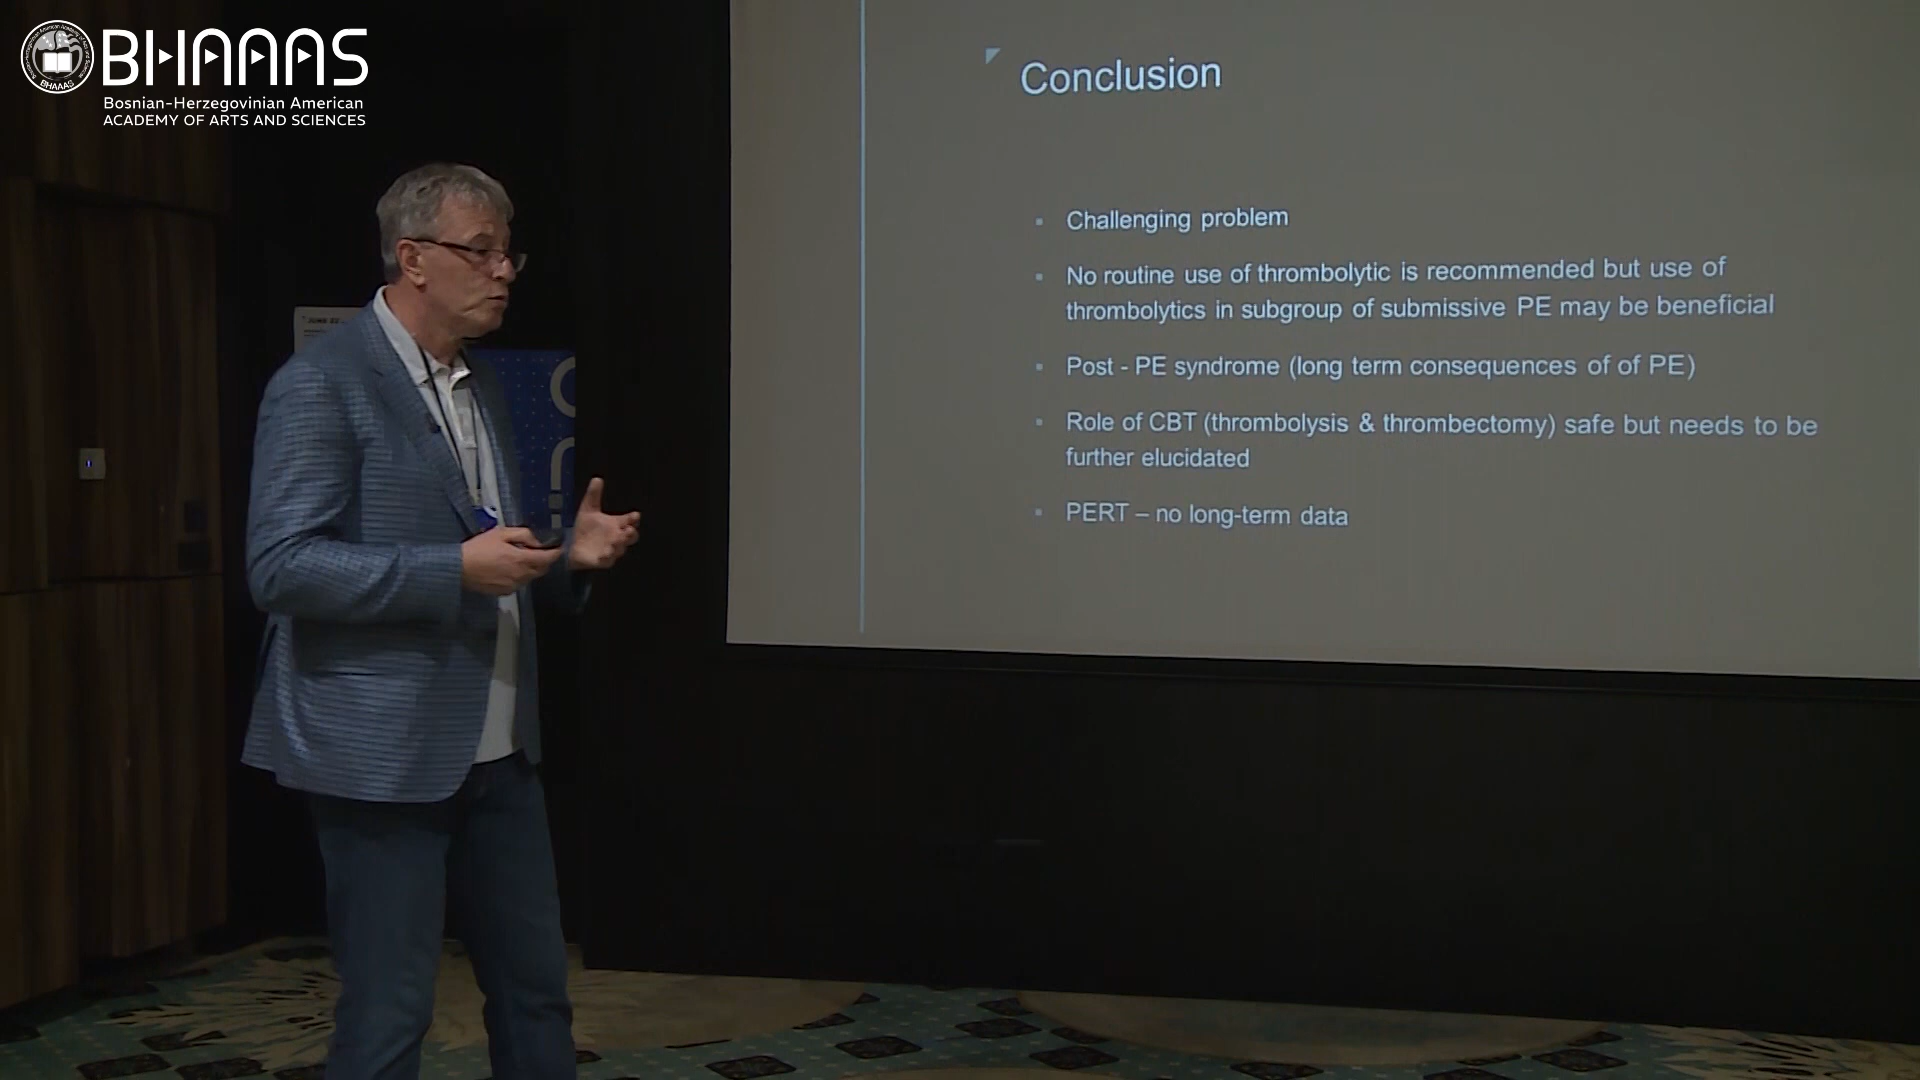 BHAAAS
Bosnian-Herzegovinian American
ACADEMY OF ARTS AND SCIENCES
Conclusion
Challenging problem
No routine use of thrombolytic is recommended but use of
thrombolytics in subgroup of submissive PE may be beneficial
Post - PE syndrome (long term consequences of of PE)
Role of CBT (thrombolysis & thrombectomy) safe but needs to be
further elucidated
PERT – no long-term data